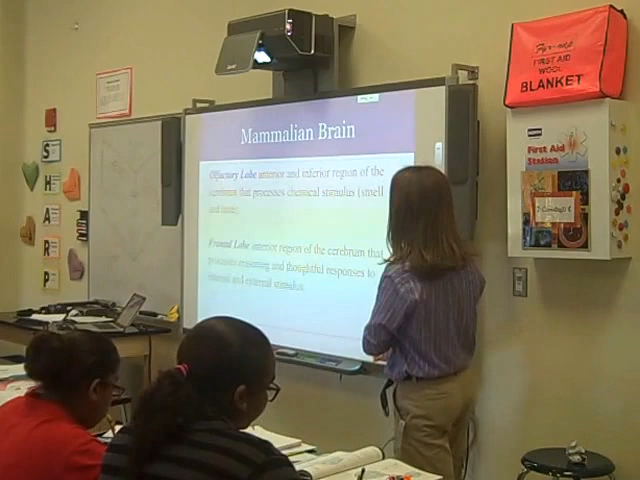 Mammalian Brain
Olfactory Lobe anterior and inferior region of the
cerebrum that processes chemical stimulus (smell
and taste)
Frontal Lobe anterior region of the cerebrum that
processes reasoning and thoughtful responses to
internal and external stimulus.
S
H
A
R
P
FIRST AID
WOOL
BLANKET
First Aid
Station